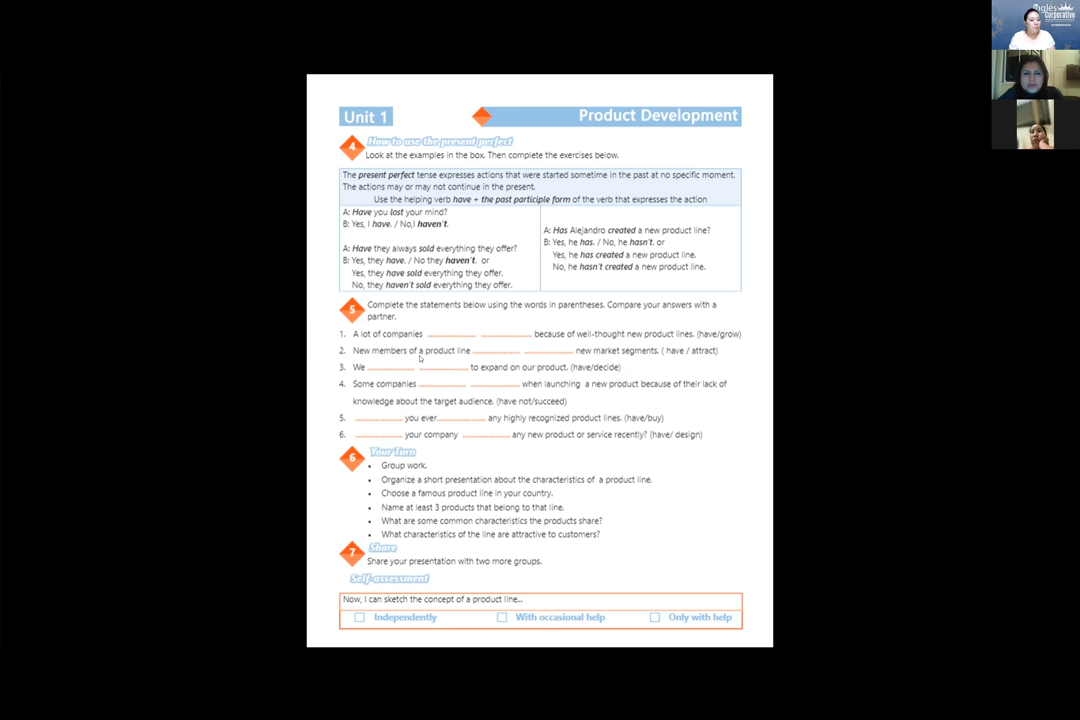 Inglés
Corporativo
Unit 1
Product Development
4
How to use the present perfect
Look at the examples in the box. Then complete the exercises below.
The present perfect tense expresses actions that were started sometime in the past at no specific moment.
The actions may or may not continue in the present.
Use the helping verb have + the past participle form of the verb that expresses the action
A: Have you lost your mind?
B: Yes, I have. / No,I haven't.
A: Have they always sold everything they offer?
B: Yes, they have. / No they haven't. or
Yes, they have sold everything they offer.
No, they haven't sold everything they offer.
A: Has Alejandro created a new product line?
B: Yes, he has. / No, he hasn't. or
Yes, he has created a new product line.
No, he hasn't created a new product line.
5
Complete the statements below using the words in parentheses. Compare your answers with a
partner.
1. A lot of companies because of well-thought new product lines. (have/grow)
2. New members of a product line new market segments. ( have / attract)
3. We to expand on our product. (have/decide)
4. Some companies when launching a new product because of their lack of
knowledge about the target audience. (have not/succeed)
5. you ever any highly recognized product lines. (have/buy)
6. your company any new product or service recently? (have/ design)
6
Your Turn
• Group work.
• Organize a short presentation about the characteristics of a product line.
• Choose a famous product line in your country.
• Name at least 3 products that belong to that line.
• What are some common characteristics the products share?
• What characteristics of the line are attractive to customers?
7
Share
Share your presentation with two more groups.
Self-assessment
Now, I can sketch the concept of a product line...
Independently
With occasional help
Only with help